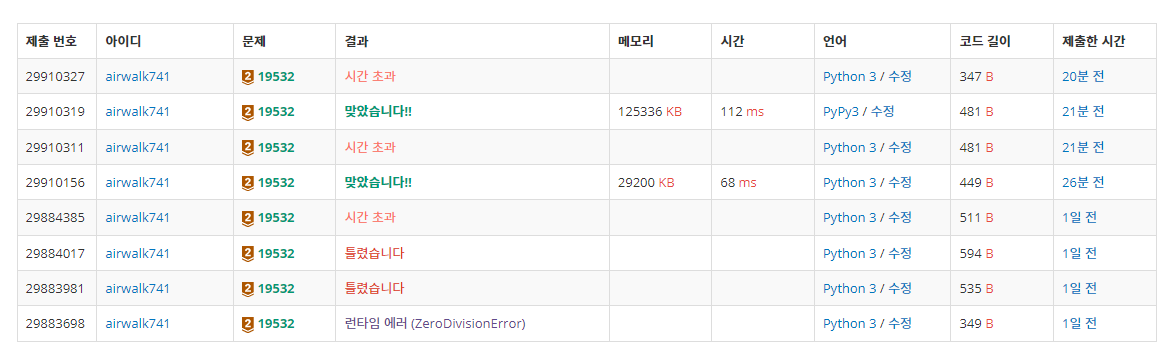 제출 번호 아이디 문제 결과 메모리 시간 언어 코드 길이 제출한 시간
29910327 airwalk741 2 19532 시간 초과 Python 3 / 수정 347 B 20분 전
29910319 airwalk741 2 19532 맞았습니다!! 125336 KB 112 ms PyPy3 / 수정 481 B 21분 전
29910311 airwalk741 2 19532 시간 초과 Python 3 / 수정 481 B 21분 전
29910156 airwalk741 2 19532 맞았습니다!! 29200 KB 68 ms Python 3 / 수정 449 B 26분 전
29884385 airwalk741 2 19532 시간 초과 Python 3 / 수정 511 B 1일 전
29884017 airwalk741 2 19532 틀렸습니다 Python 3 / 수정 594 B 1일 전
29883981 airwalk741 2 19532 틀렸습니다 Python 3 / 수정 535 B 1일 전
29883698 airwalk741 2 19532 런타임 에러 (ZeroDivisionError) Python 3 / 수정 349 B 1일 전